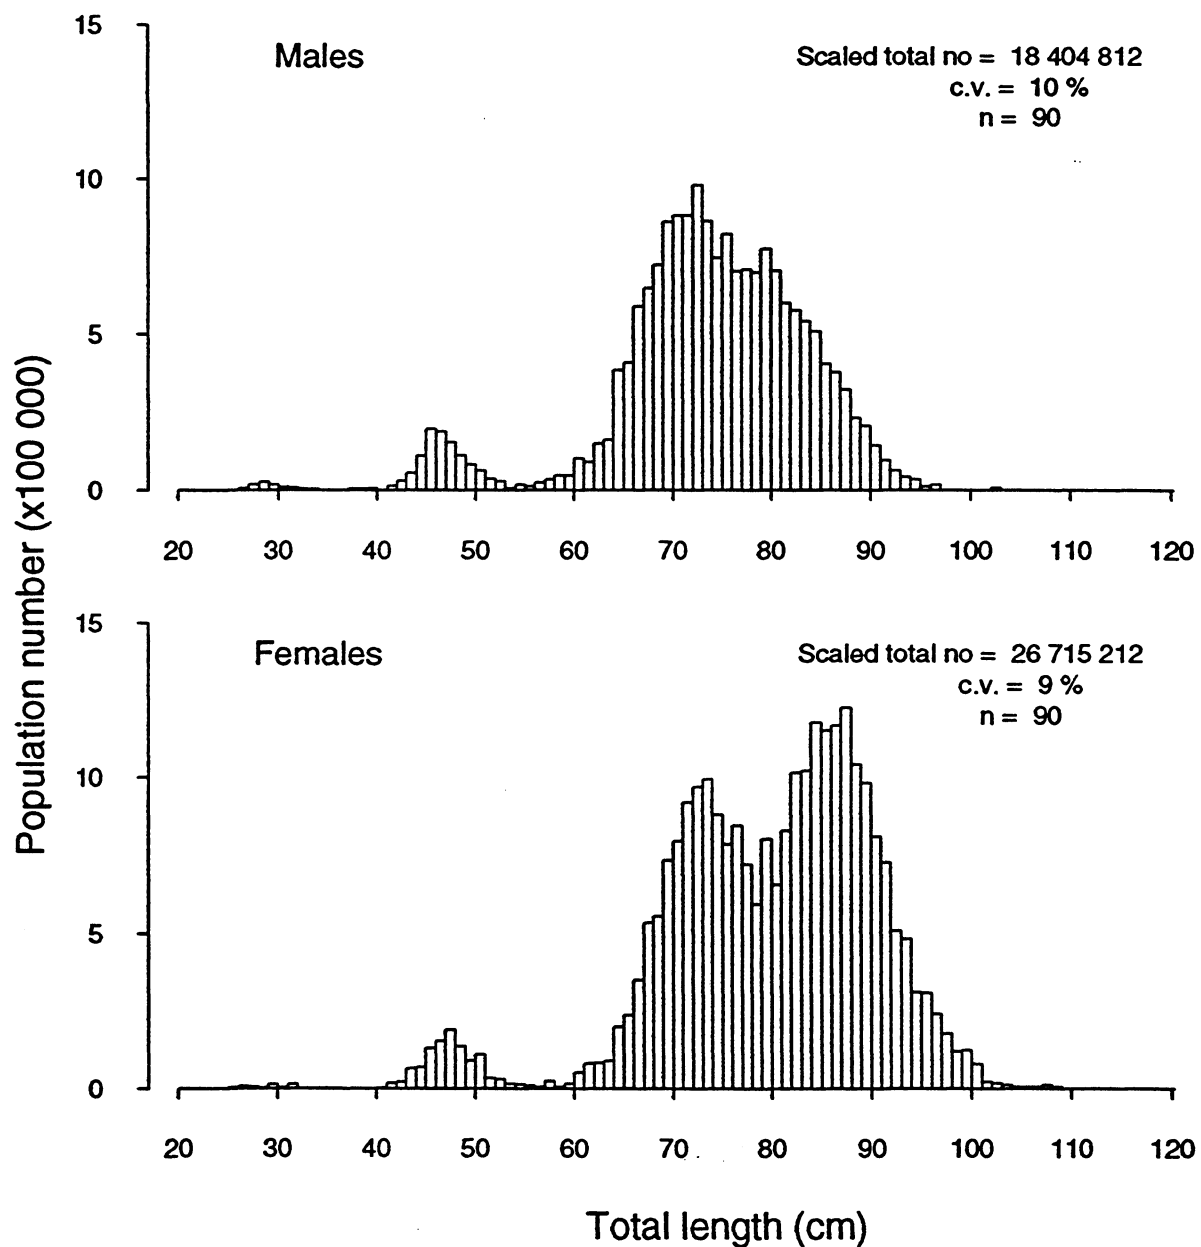 Population number (x100 000)
15
10
5
0
Males
Scaled total no = 18 404 812
c.v. = 10 %
n = 90
20 30 40 50 60 70 80 90 100 110 120
15
10
5
0
Females
Scaled total no = 26 715 212
c.v. = 9 %
n = 90
20 30 40 50 60 70 80 90 100 110 120
Total length (cm)